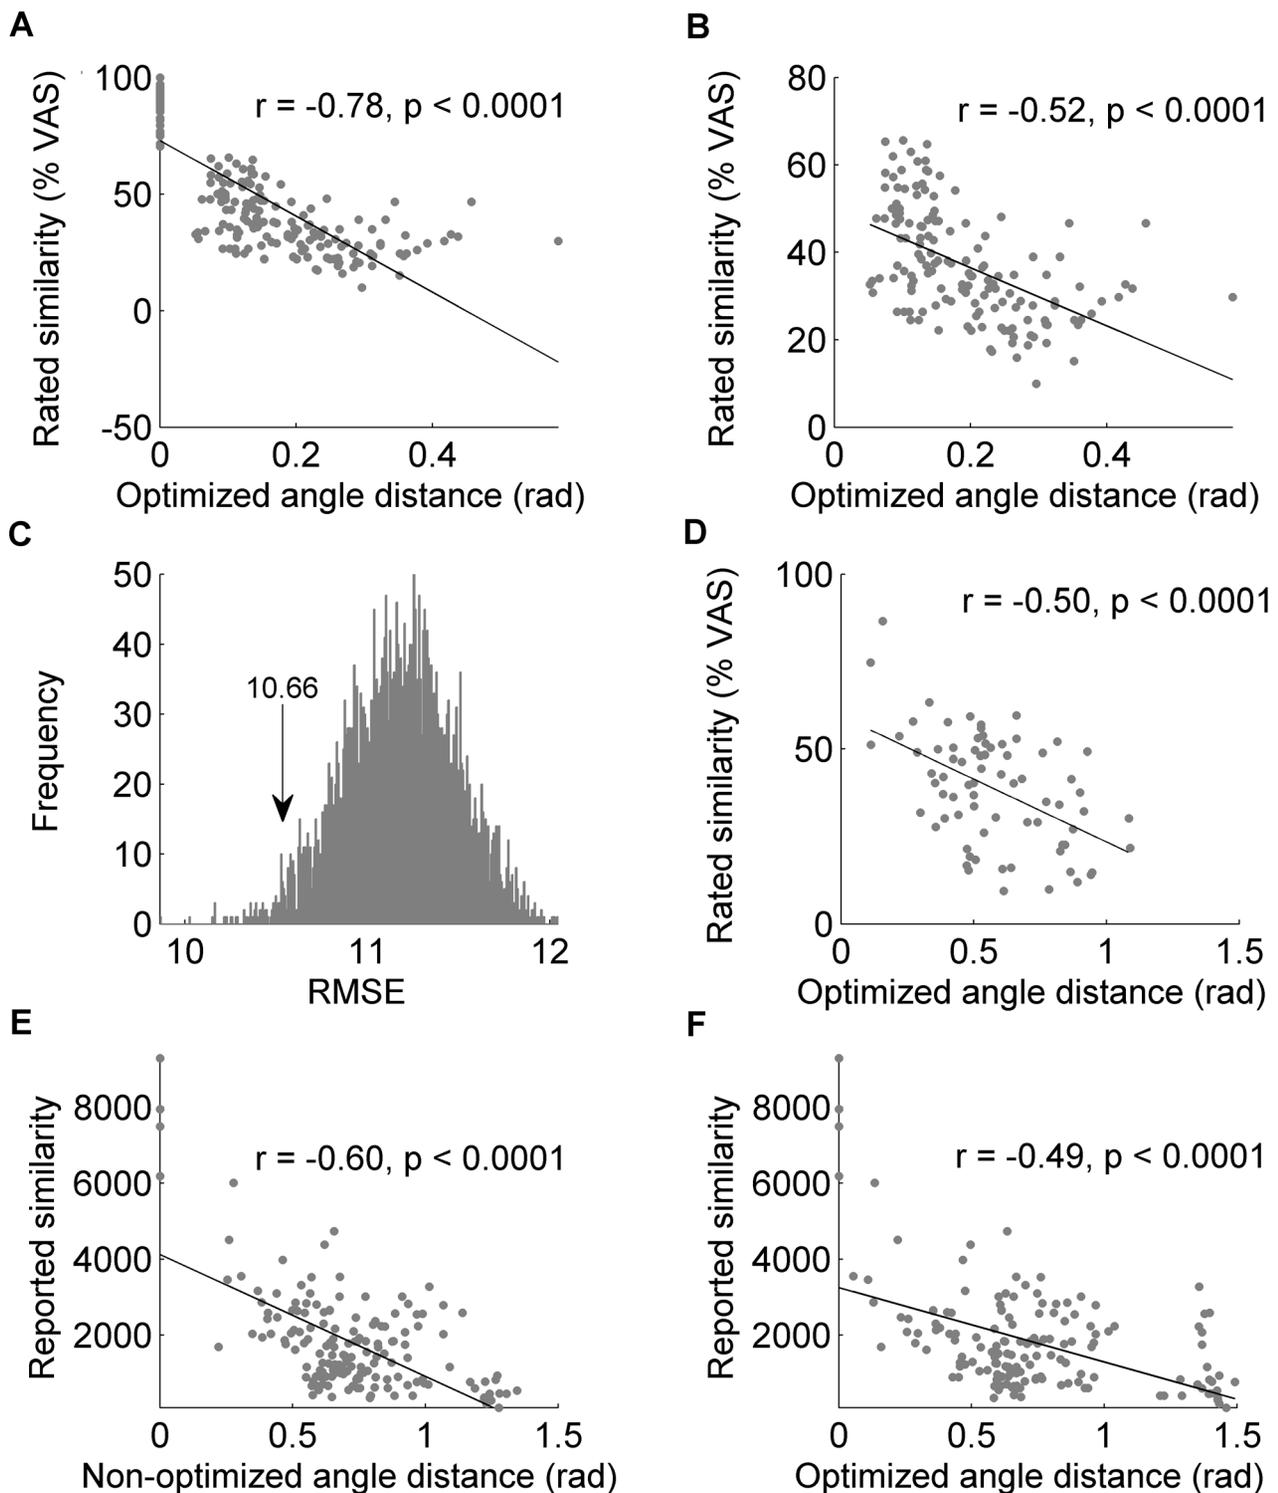 A
r = -0.78, p < 0.0001
Rated similarity (% VAS)
100
50
0
-50
0 0.2 0.4
Optimized angle distance (rad)
B
r = -0.52, p < 0.0001
Rated similarity (% VAS)
80
60
40
20
0
0 0.2 0.4
Optimized angle distance (rad)
C
10.66
Frequency
50
40
30
20
10
0
10 11 12
RMSE
D
r = -0.50, p < 0.0001
Rated similarity (% VAS)
100
50
0
0 0.5 1 1.5
Optimized angle distance (rad)
E
r = -0.60, p < 0.0001
Reported similarity
8000
6000
4000
2000
0 0.5 1 1.5
Non-optimized angle distance (rad)
F
r = -0.49, p < 0.0001
Reported similarity
8000
6000
4000
2000
0 0.5 1 1.5
Optimized angle distance (rad)